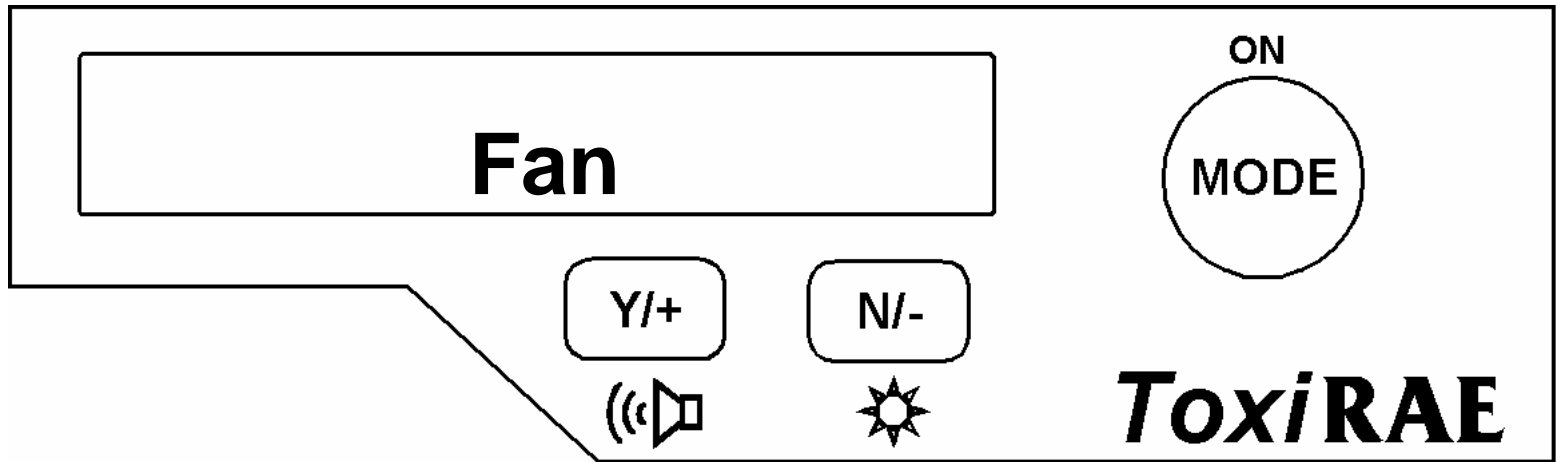 ON
Fan
MODE
Y/+
N/-
ToxiRAE